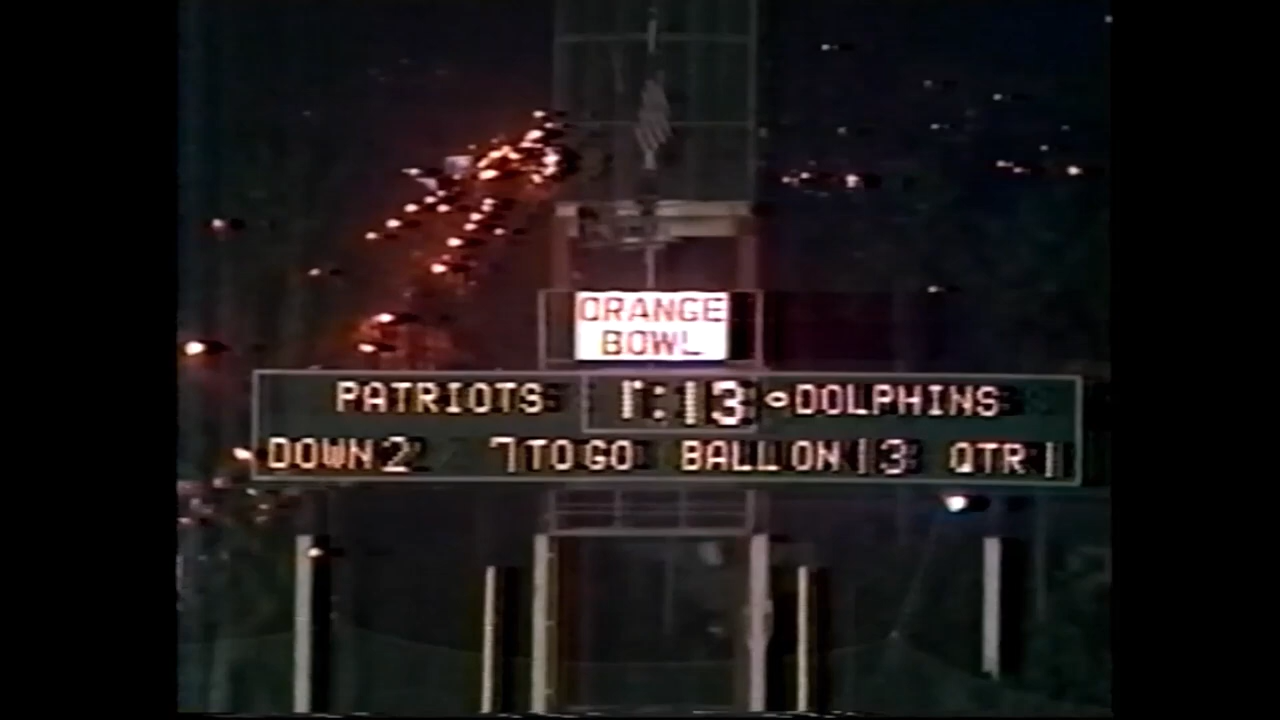 ORANGE
BOWL
PATRIOTS 1:13 DOLPHINS
DOWN 2 7 TO GO BALL ON 13 QTR 1